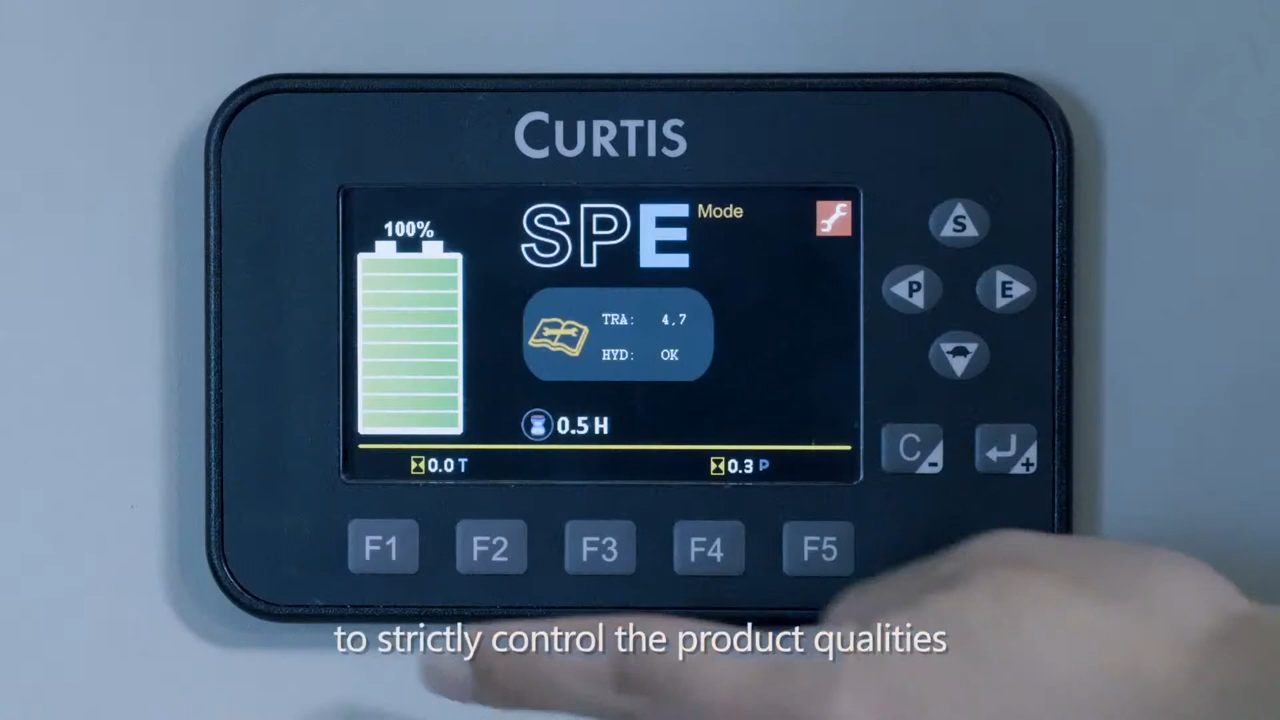 CURTIS
100%
SPE Mode
TRA: 4,7
HYD: OK
0.5 H
0.0 T
0.3 P
S
P
E
C -
+
F1 F2 F3 F4 F5
to strictly control the product qualities